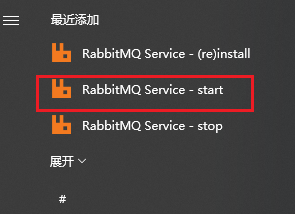 最近添加
RabbitMQ Service - (re)install
RabbitMQ Service - start
RabbitMQ Service - stop
展开
#